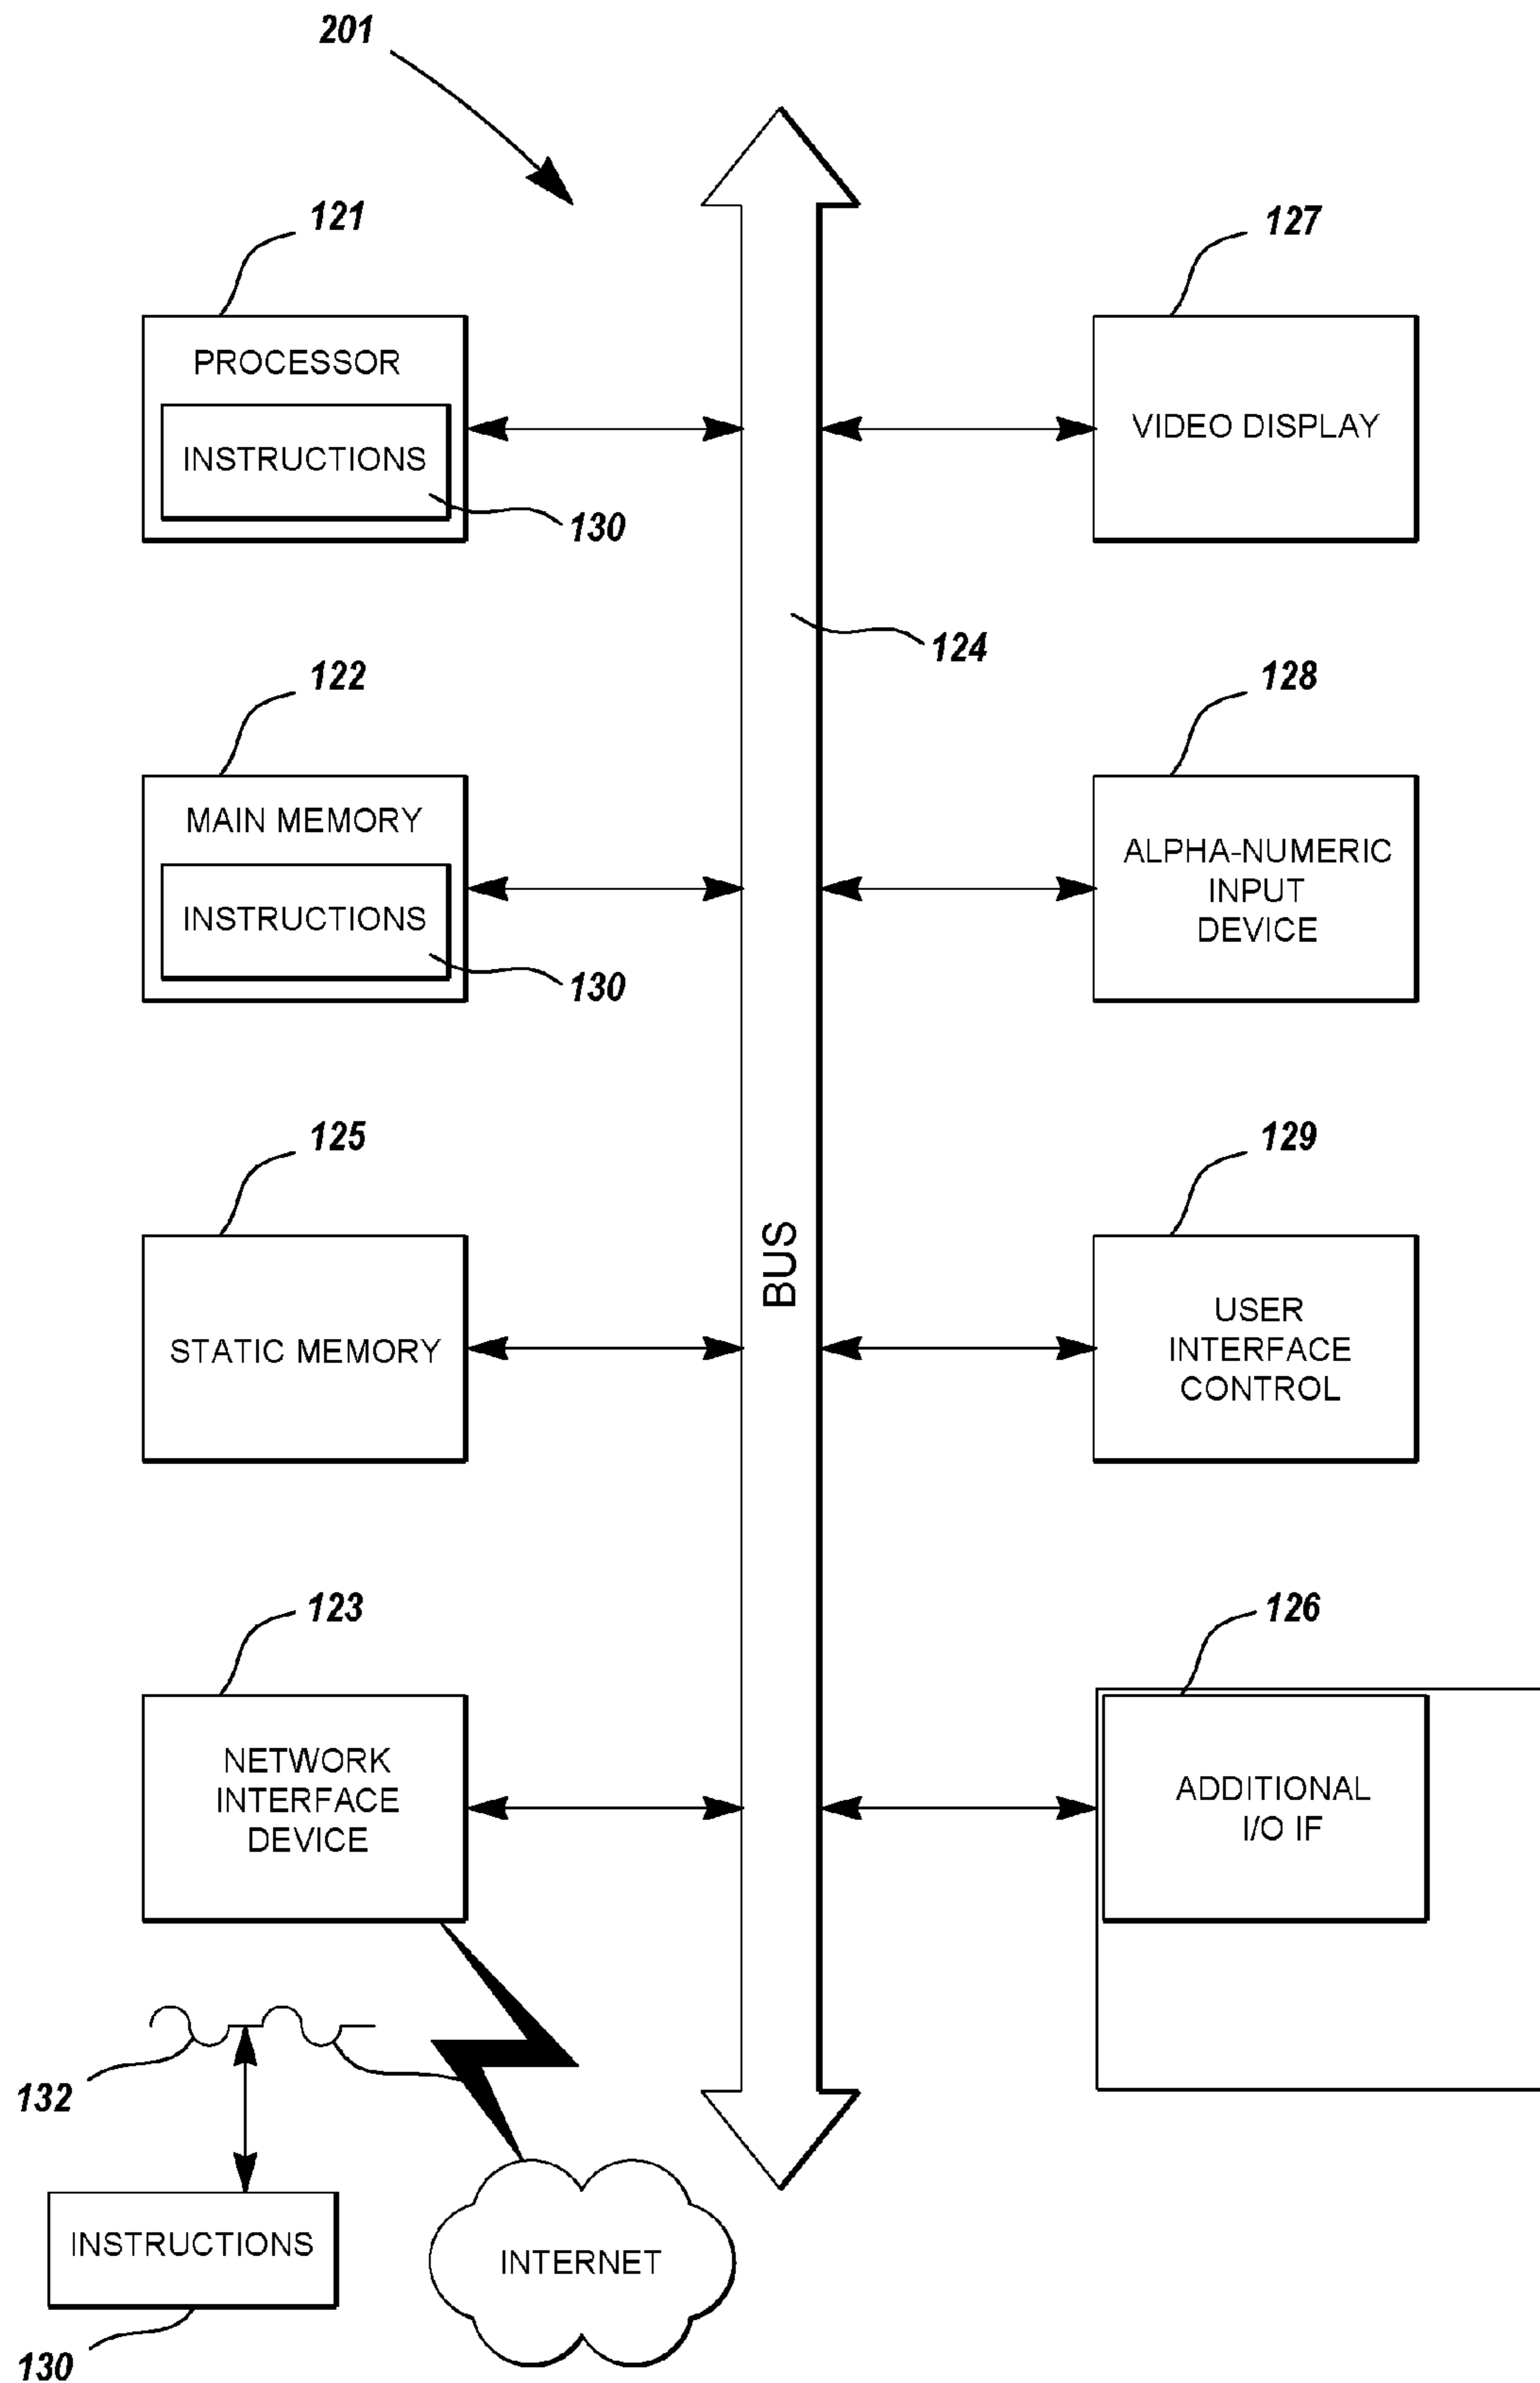 201
121
127
PROCESSOR
INSTRUCTIONS
VIDEO DISPLAY
130
124
122
128
MAIN MEMORY
INSTRUCTIONS
ALPHA-NUMERIC
INPUT
DEVICE
130
125
129
BUS
STATIC MEMORY
USER
INTERFACE
CONTROL
123
126
NETWORK
INTERFACE
DEVICE
ADDITIONAL
I/O IF
132
INSTRUCTIONS
INTERNET
130